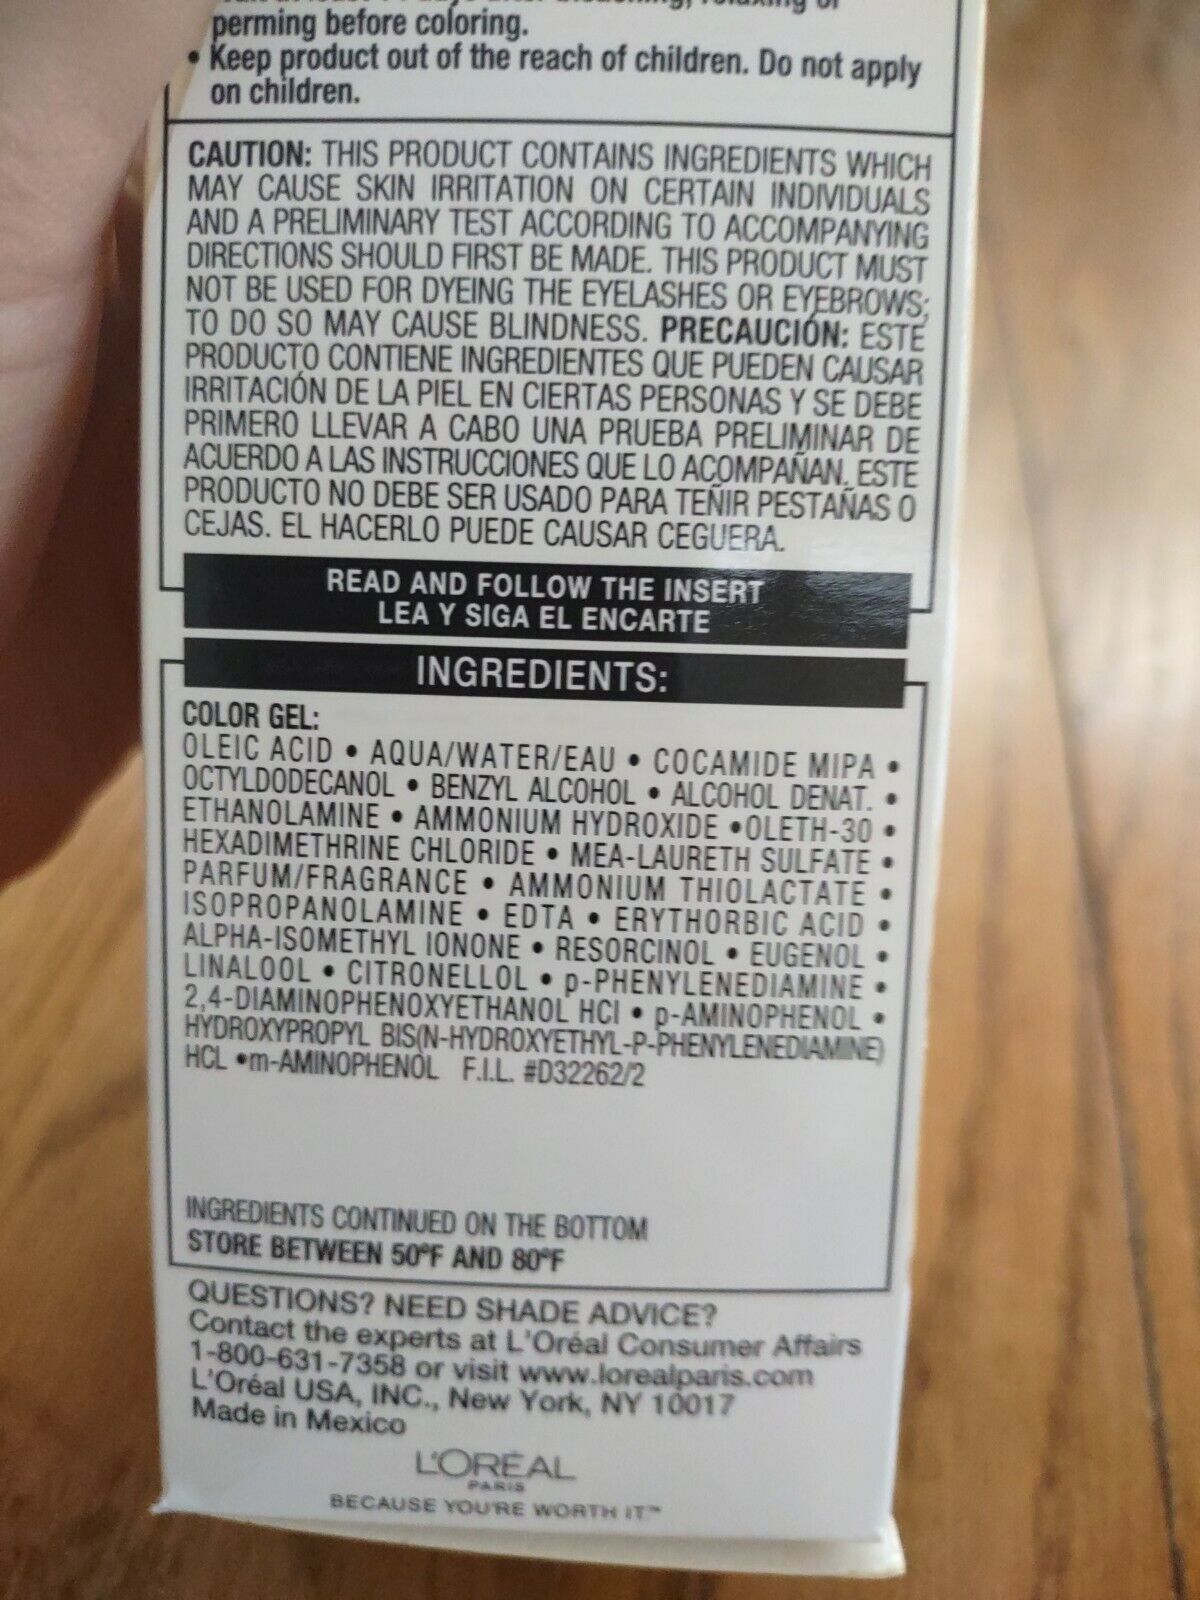 perming before coloring.
• Keep product out of the reach of children. Do not apply
on children.
CAUTION: THIS PRODUCT CONTAINS INGREDIENTS WHICH
MAY CAUSE SKIN IRRITATION ON CERTAIN INDIVIDUALS
AND A PRELIMINARY TEST ACCORDING TO ACCOMPANYING
DIRECTIONS SHOULD FIRST BE MADE. THIS PRODUCT MUST
NOT BE USED FOR DYEING THE EYELASHES OR EYEBROWS;
TO DO SO MAY CAUSE BLINDNESS. PRECAUCIÓN: ESTE
PRODUCTO CONTIENE INGREDIENTES QUE PUEDEN CAUSAR
IRRITACIÓN DE LA PIEL EN CIERTAS PERSONAS Y SE DEBE
PRIMERO LLEVAR A CABO UNA PRUEBA PRELIMINAR DE
ACUERDO A LAS INSTRUCCIONES QUE LO ACOMPAÑAN. ESTE
PRODUCTO NO DEBE SER USADO PARA TEÑIR PESTAÑAS O
CEJAS. EL HACERLO PUEDE CAUSAR CEGUERA.
READ AND FOLLOW THE INSERT
LEA Y SIGA EL ENCARTE
INGREDIENTS:
COLOR GEL:
OLEIC ACID • AQUA/WATER/EAU • COCAMIDE MIPA •
OCTYLDODECANOL • BENZYL ALCOHOL • ALCOHOL DENAT. •
ETHANOLAMINE • AMMONIUM HYDROXIDE •OLETH-30 •
HEXADIMETHRINE CHLORIDE • MEA-LAURETH SULFATE •
PARFUM/FRAGRANCE • AMMONIUM THIOLACTATE •
ISOPROPANOLAMINE • EDTA • ERYTHORBIC ACID •
ALPHA-ISOMETHYL IONONE • RESORCINOL • EUGENOL •
LINALOOL • CITRONELLOL • p-PHENYLENEDIAMINE •
2,4-DIAMINOPHENOXYETHANOL HCl • p-AMINOPHENOL •
HYDROXYPROPYL BIS(N-HYDROXYETHYL-P-PHENYLENEDIAMINE)
HCL •m-AMINOPHENOL F.I.L. #D32262/2
INGREDIENTS CONTINUED ON THE BOTTOM
STORE BETWEEN 50°F AND 80°F
QUESTIONS? NEED SHADE ADVICE?
Contact the experts at L'Oréal Consumer Affairs
1-800-631-7358 or visit www.lorealparis.com
L'Oréal USA, INC., New York, NY 10017
Made in Mexico
L'ORÉAL
PARIS
BECAUSE YOU'RE WORTH IT™